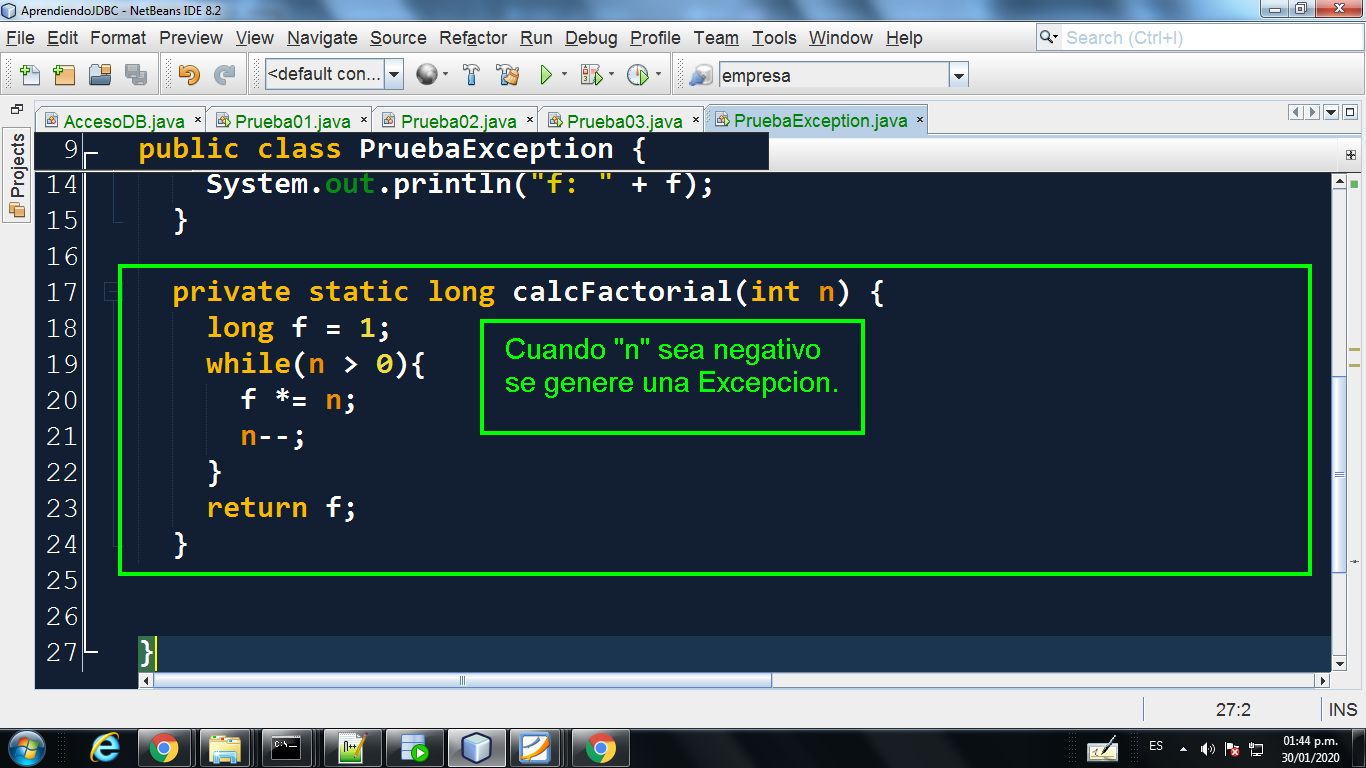 AprendiendoJDBC - NetBeans IDE 8.2
File Edit Format Preview View Navigate Source Refactor Run Debug Profile Team Tools Window Help
Search (Ctrl+I)
<default con... empresa
AccesoDB.java Prueba01.java Prueba02.java Prueba03.java PruebaException.java
Projects
9 public class PruebaException {
14 System.out.println("f: " + f);
15 }
16
17 private static long calcFactorial(int n) {
18 long f = 1;
19 while(n > 0){
20 f *= n;
21 n--;
22 }
23 return f;
24 }
25
26
27 }
Cuando "n" sea negativo
se genere una Excepcion.
27:2 INS
ES
01:44 p.m.
30/01/2020